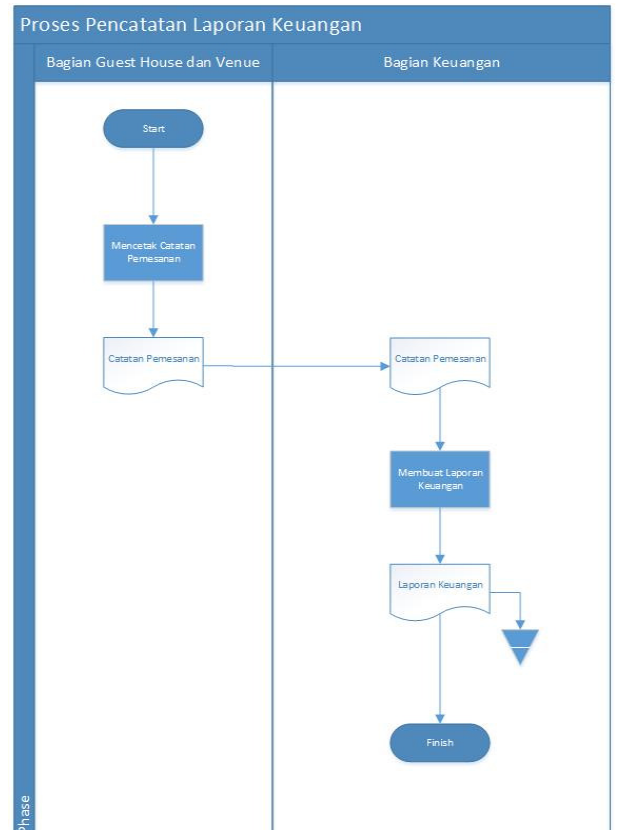 Proses Pencatatan Laporan Keuangan
Bagian Guest House dan Venue
Bagian Keuangan
Start
Mencetak Catatan
Pemesanan
Catatan Pemesanan
Catatan Pemesanan
Membuat Laporan
Keuangan
Laporan Keuangan
Finish
Phase